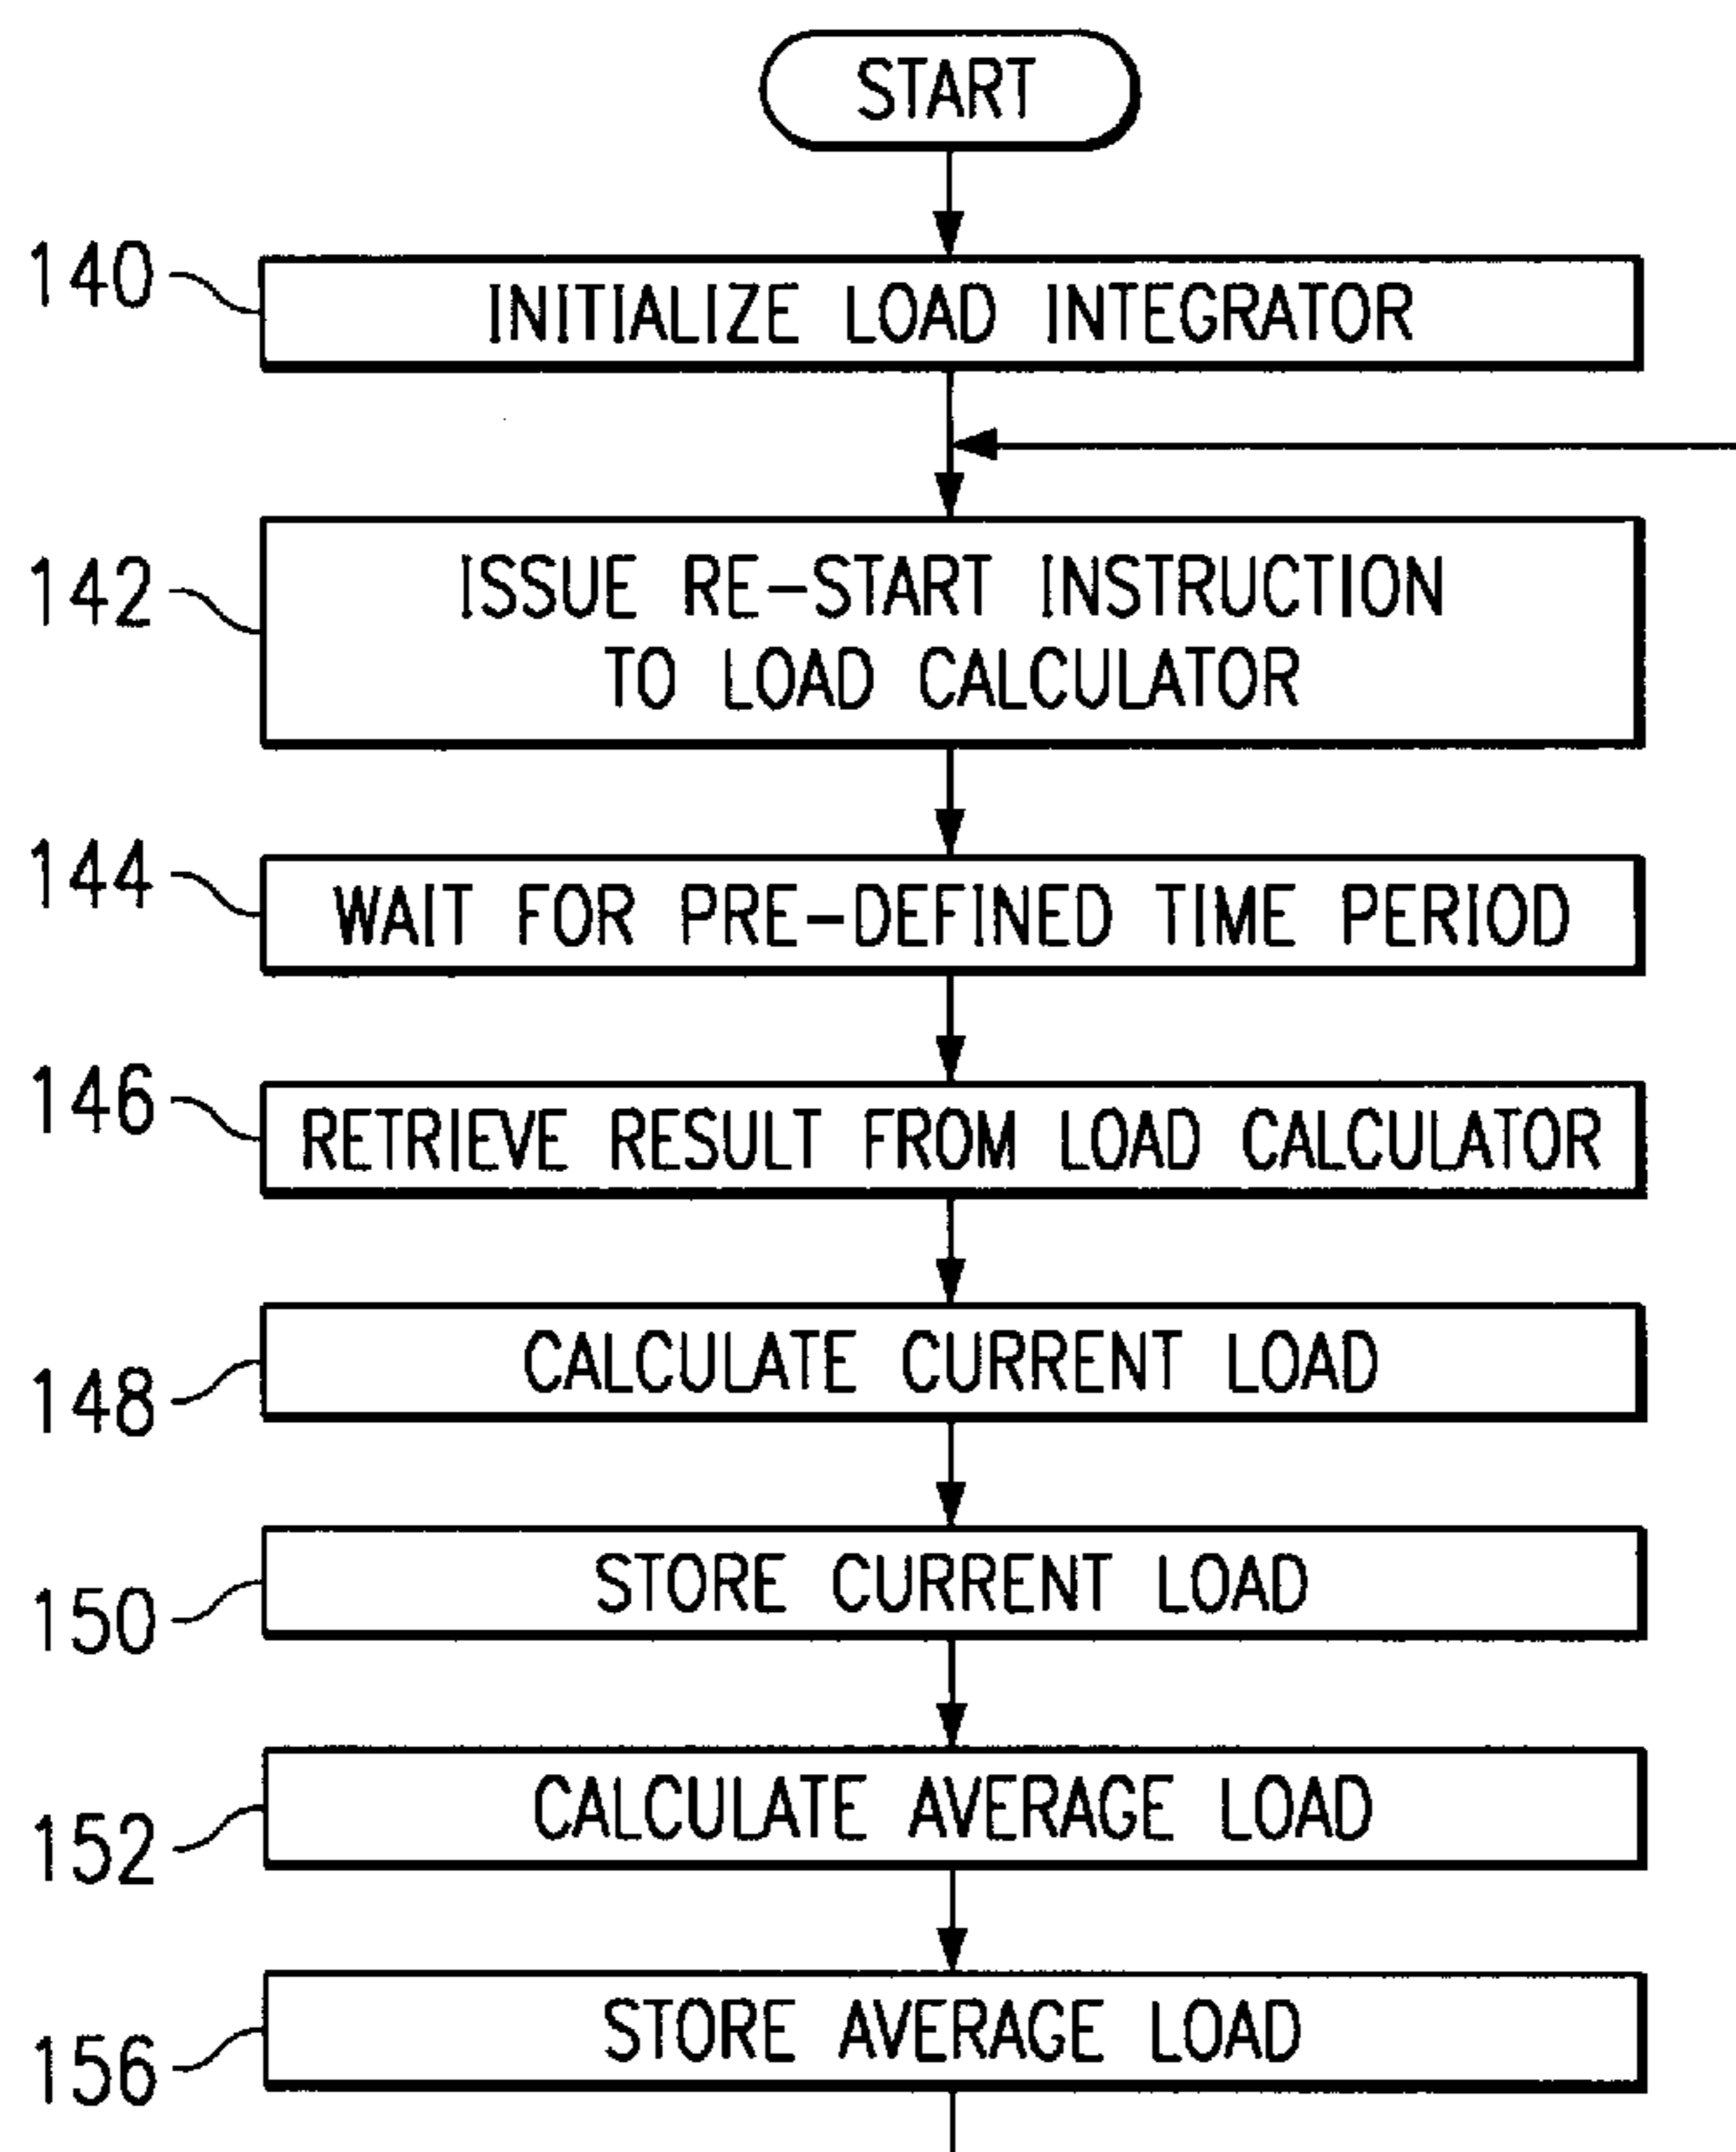 START
140
INITIALIZE LOAD INTEGRATOR
142
ISSUE RE-START INSTRUCTION
TO LOAD CALCULATOR
144
WAIT FOR PRE-DEFINED TIME PERIOD
146
RETRIEVE RESULT FROM LOAD CALCULATOR
148
CALCULATE CURRENT LOAD
150
STORE CURRENT LOAD
152
CALCULATE AVERAGE LOAD
156
STORE AVERAGE LOAD